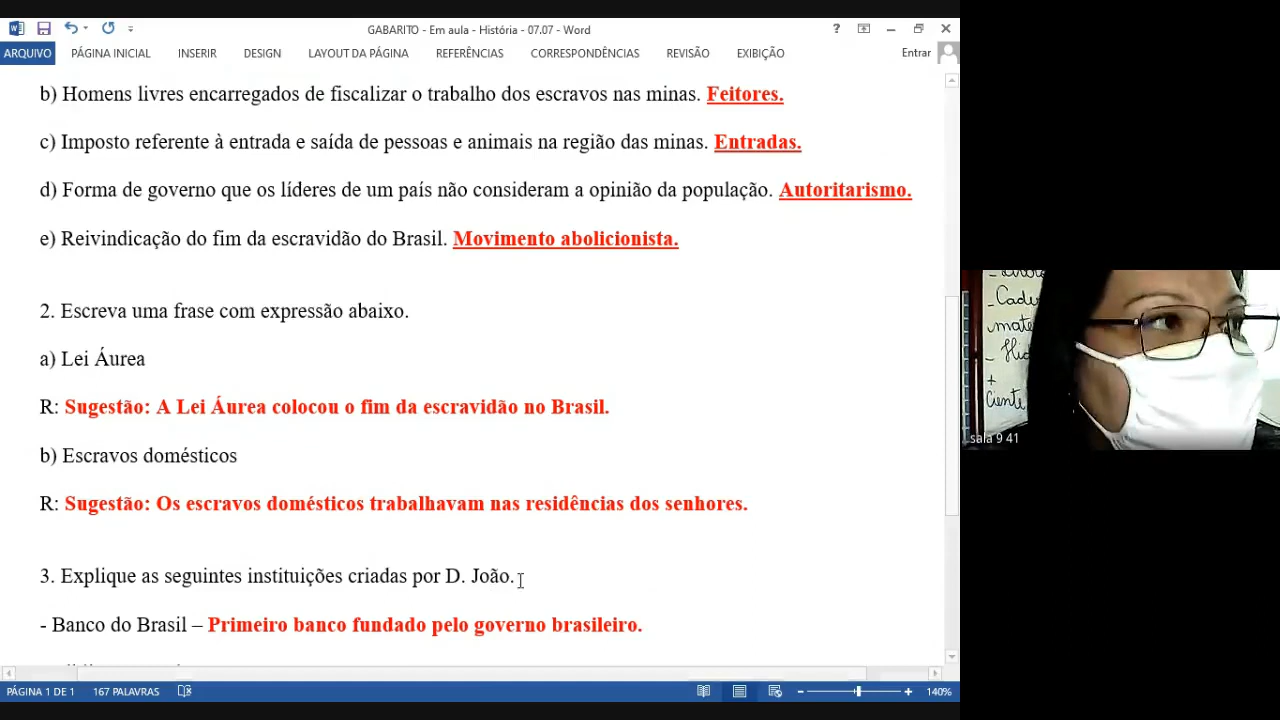 GABARITO - Em aula - História - 07.07 - Word
?
Entrar
ARQUIVO PÁGINA INICIAL INSERIR DESIGN LAYOUT DA PÁGINA REFERÊNCIAS CORRESPONDÊNCIAS REVISÃO EXIBIÇÃO
b) Homens livres encarregados de fiscalizar o trabalho dos escravos nas minas. Feitores.
c) Imposto referente à entrada e saída de pessoas e animais na região das minas. Entradas.
d) Forma de governo que os líderes de um país não consideram a opinião da população. Autoritarismo.
e) Reivindicação do fim da escravidão do Brasil. Movimento abolicionista.
2. Escreva uma frase com expressão abaixo.
a) Lei Áurea
R: Sugestão: A Lei Áurea colocou o fim da escravidão no Brasil.
b) Escravos domésticos
R: Sugestão: Os escravos domésticos trabalhavam nas residências dos senhores.
3. Explique as seguintes instituições criadas por D. João.
- Banco do Brasil – Primeiro banco fundado pelo governo brasileiro.
PÁGINA 1 DE 1 167 PALAVRAS
140%
- Cader
mate
+
sala 9 41